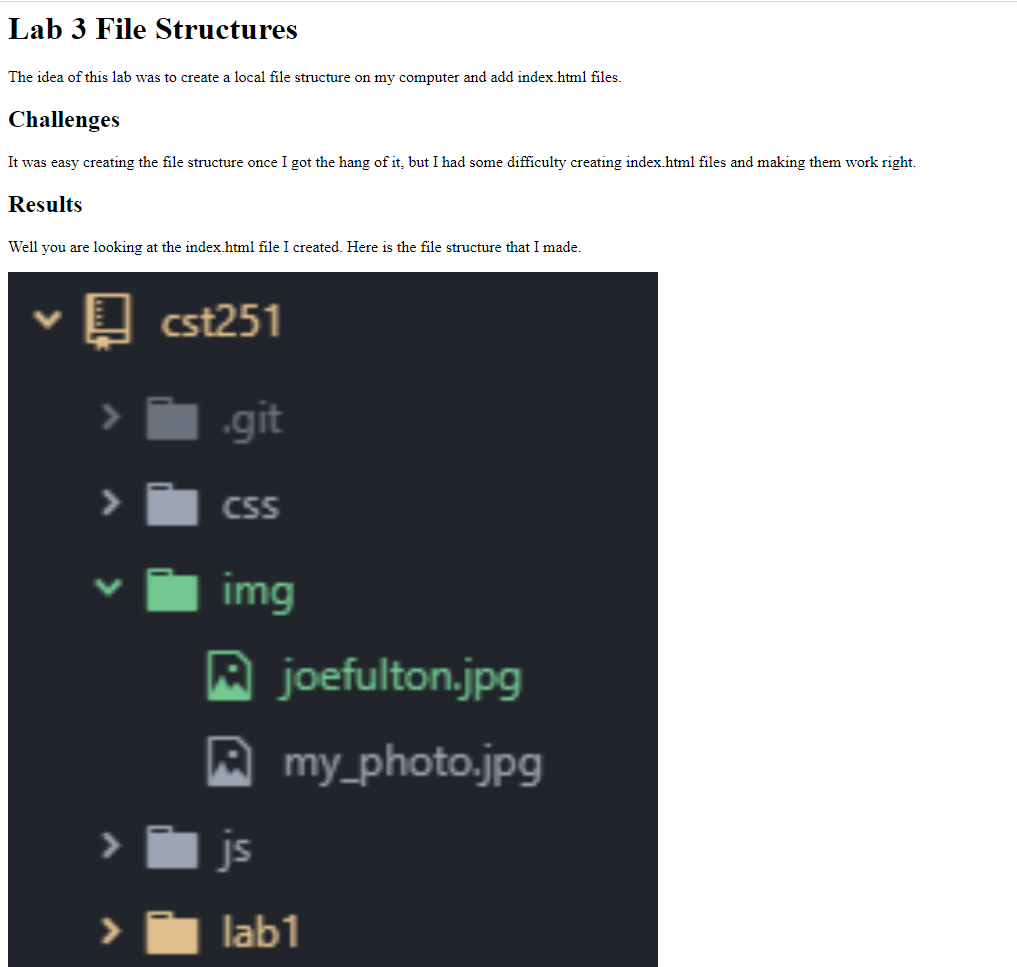 Lab 3 File Structures
The idea of this lab was to create a local file structure on my computer and add index.html files.
Challenges
It was easy creating the file structure once I got the hang of it, but I had some difficulty creating index.html files and making them work right.
Results
Well you are looking at the index.html file I created. Here is the file structure that I made.
cst251
.git
css
img
joefulton.jpg
my_photo.jpg
js
lab1